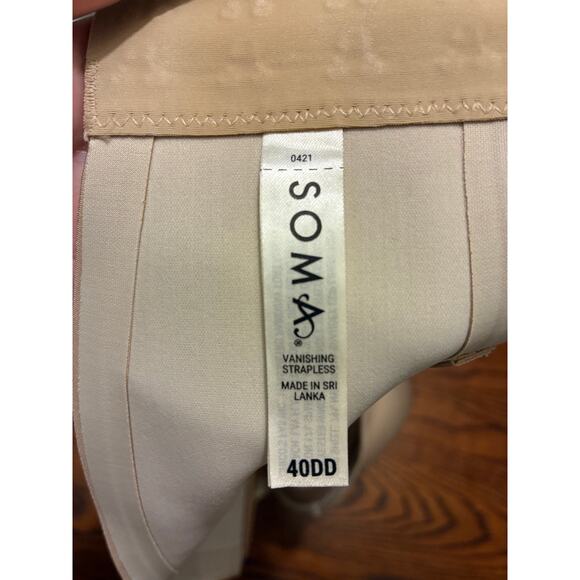 0421
SOMA®
VANISHING
STRAPLESS
MADE IN SRI
LANKA
40DD